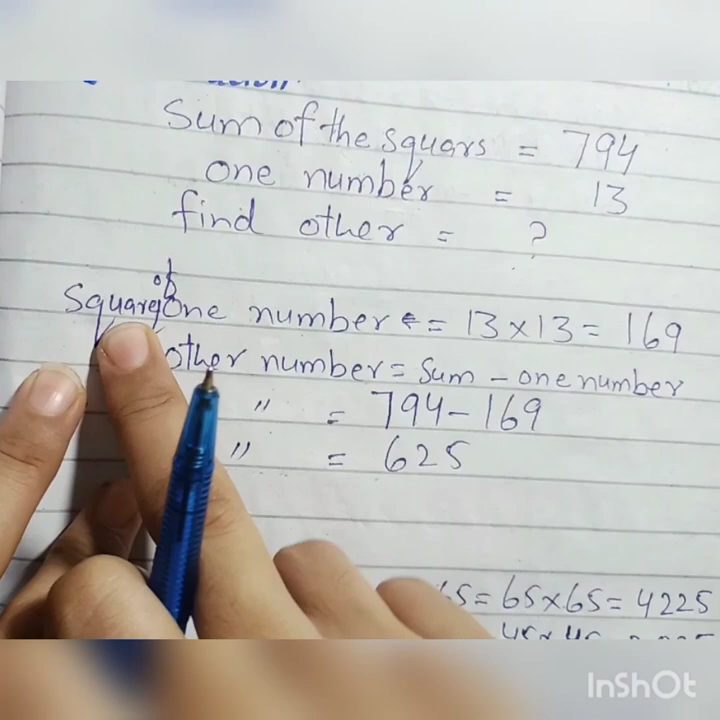 Sum of the squars = 794
one number = 13
find other = ?
of
Square One number = = 13 × 13 = 169
other number = Sum - one number
" = 794 - 169
" = 625
5 = 65 × 65 = 4225
InShOt